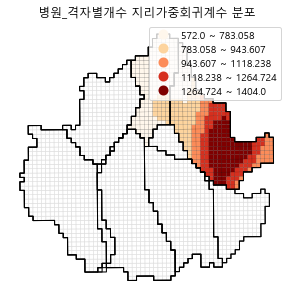 병원_격자별개수 지리가중회귀계수 분포
572.0 ~ 783.058
783.058 ~ 943.607
943.607 ~ 1118.238
1118.238 ~ 1264.724
1264.724 ~ 1404.0